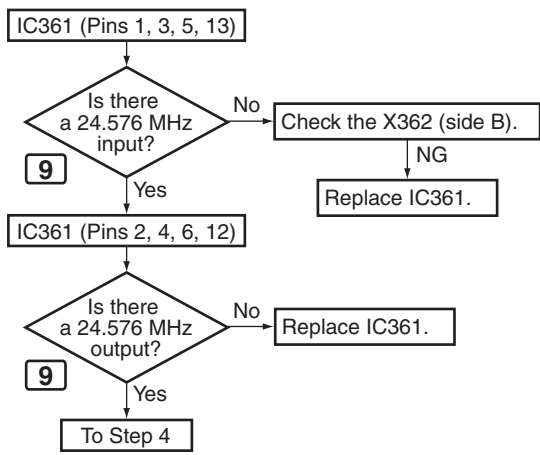 IC361 (Pins 1, 3, 5, 13)
Is there
a 24.576 MHz
input?
No
Check the X362 (side B).
9
Yes
NG
Replace IC361.
IC361 (Pins 2, 4, 6, 12)
Is there
a 24.576 MHz
output?
No
Replace IC361.
9
Yes
To Step 4